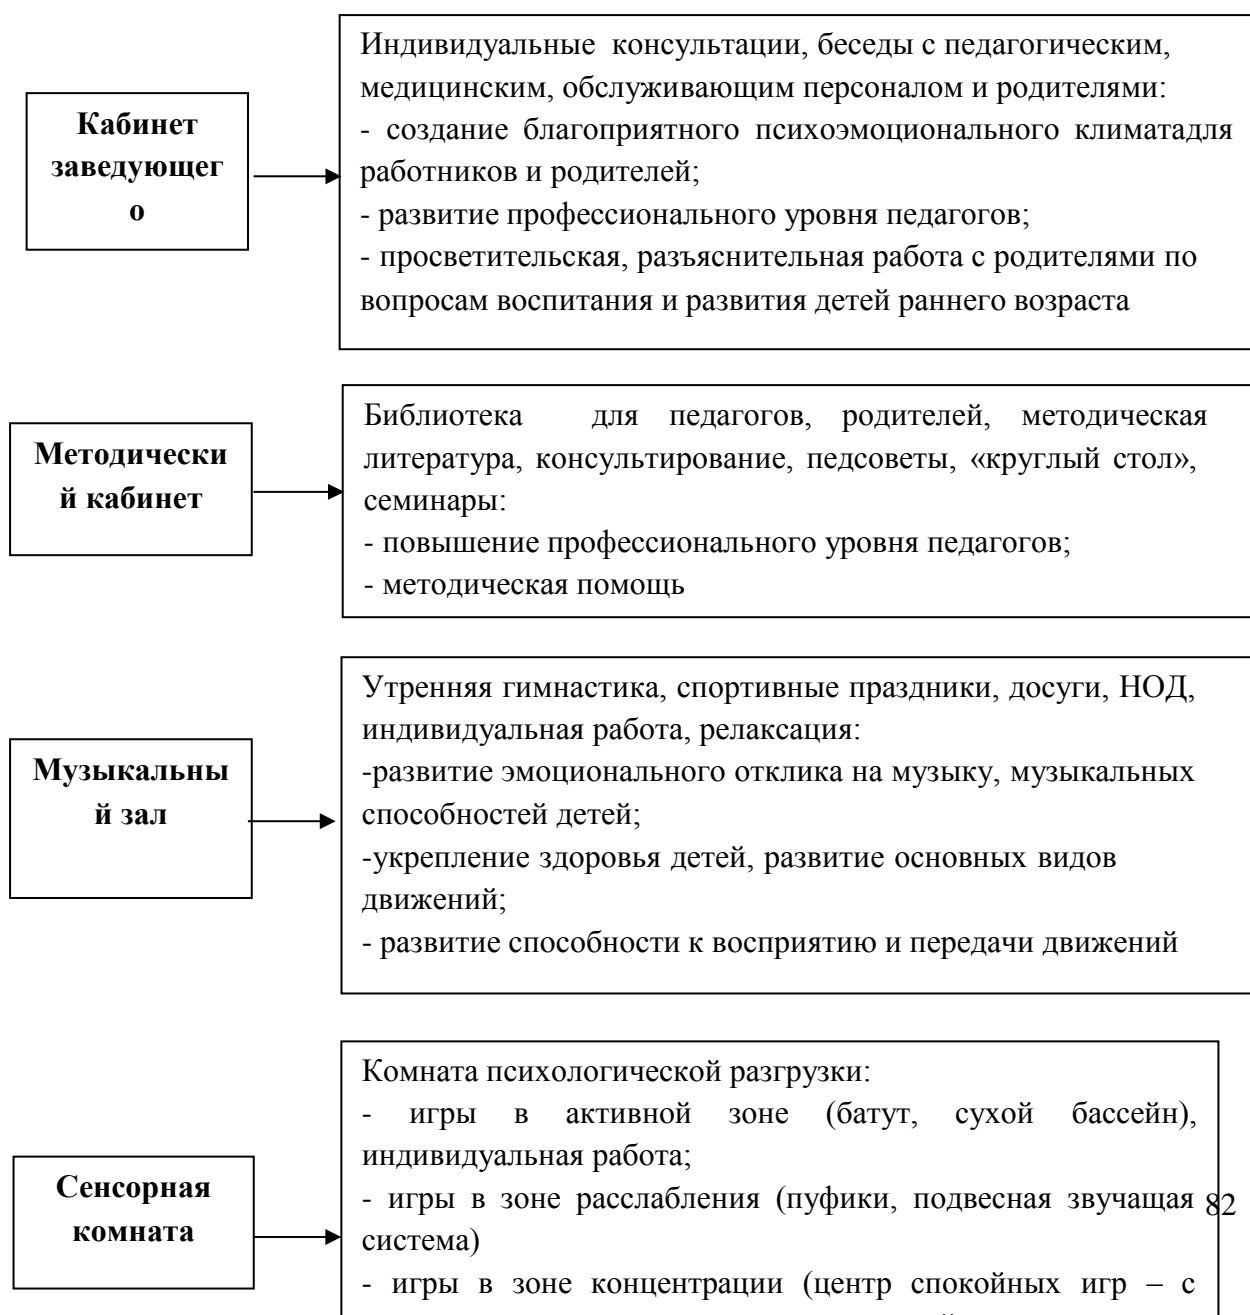 Кабинет
заведующег
о
Индивидуальные консультации, беседы с педагогическим,
медицинским, обслуживающим персоналом и родителями:
- создание благоприятного психоэмоционального климатадля
работников и родителей;
- развитие профессионального уровня педагогов;
- просветительская, разъяснительная работа с родителями по
вопросам воспитания и развития детей раннего возраста
Методически
й кабинет
Библиотека для педагогов, родителей, методическая
литература, консультирование, педсоветы, «круглый стол»,
семинары:
- повышение профессионального уровня педагогов;
- методическая помощь
Музыкальны
й зал
Утренняя гимнастика, спортивные праздники, досуги, НОД,
индивидуальная работа, релаксация:
-развитие эмоционального отклика на музыку, музыкальных
способностей детей;
-укрепление здоровья детей, развитие основных видов
движений;
- развитие способности к восприятию и передачи движений
Сенсорная
комната
Комната психологической разгрузки:
- игры в активной зоне (батут, сухой бассейн),
индивидуальная работа;
- игры в зоне расслабления (пуфики, подвесная звучащая
система)
- игры в зоне концентрации (центр спокойных игр – с
82